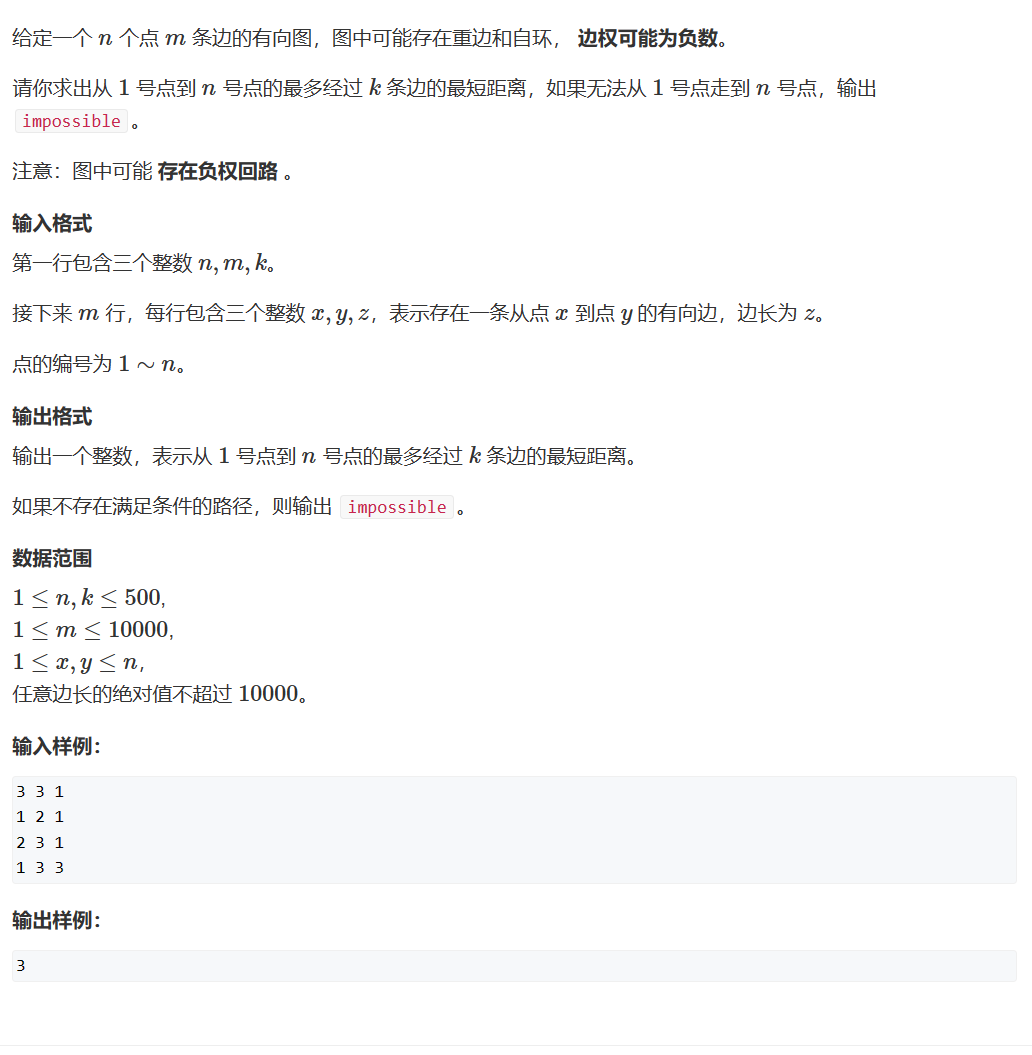 给定一个 n 个点 m 条边的有向图，图中可能存在重边和自环， 边权可能为负数。
请你求出从 1 号点到 n 号点的最多经过 k 条边的最短距离，如果无法从 1 号点走到 n 号点，输出
impossible 。
注意：图中可能 存在负权回路 。
输入格式
第一行包含三个整数 n, m, k。
接下来 m 行，每行包含三个整数 x, y, z，表示存在一条从点 x 到点 y 的有向边，边长为 z。
点的编号为 1 ∼ n。
输出格式
输出一个整数，表示从 1 号点到 n 号点的最多经过 k 条边的最短距离。
如果不存在满足条件的路径，则输出 impossible 。
数据范围
1 ≤ n, k ≤ 500,
1 ≤ m ≤ 10000,
1 ≤ x, y ≤ n,
任意边长的绝对值不超过 10000。
输入样例：
3 3 1
1 2 1
2 3 1
1 3 3
输出样例：
3